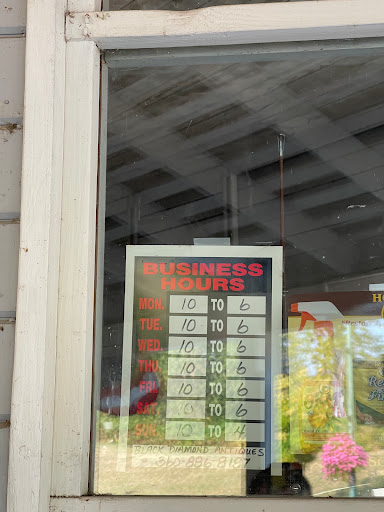 BUSINESS
HOURS
MON. 10 TO 6
TUE. 10 TO 6
WED. 10 TO 6
THU. 10 TO 6
FRI. 10 TO 6
SAT. 10 TO 6
SUN. 10 TO 4
BLACK DIAMOND ANTIQUES